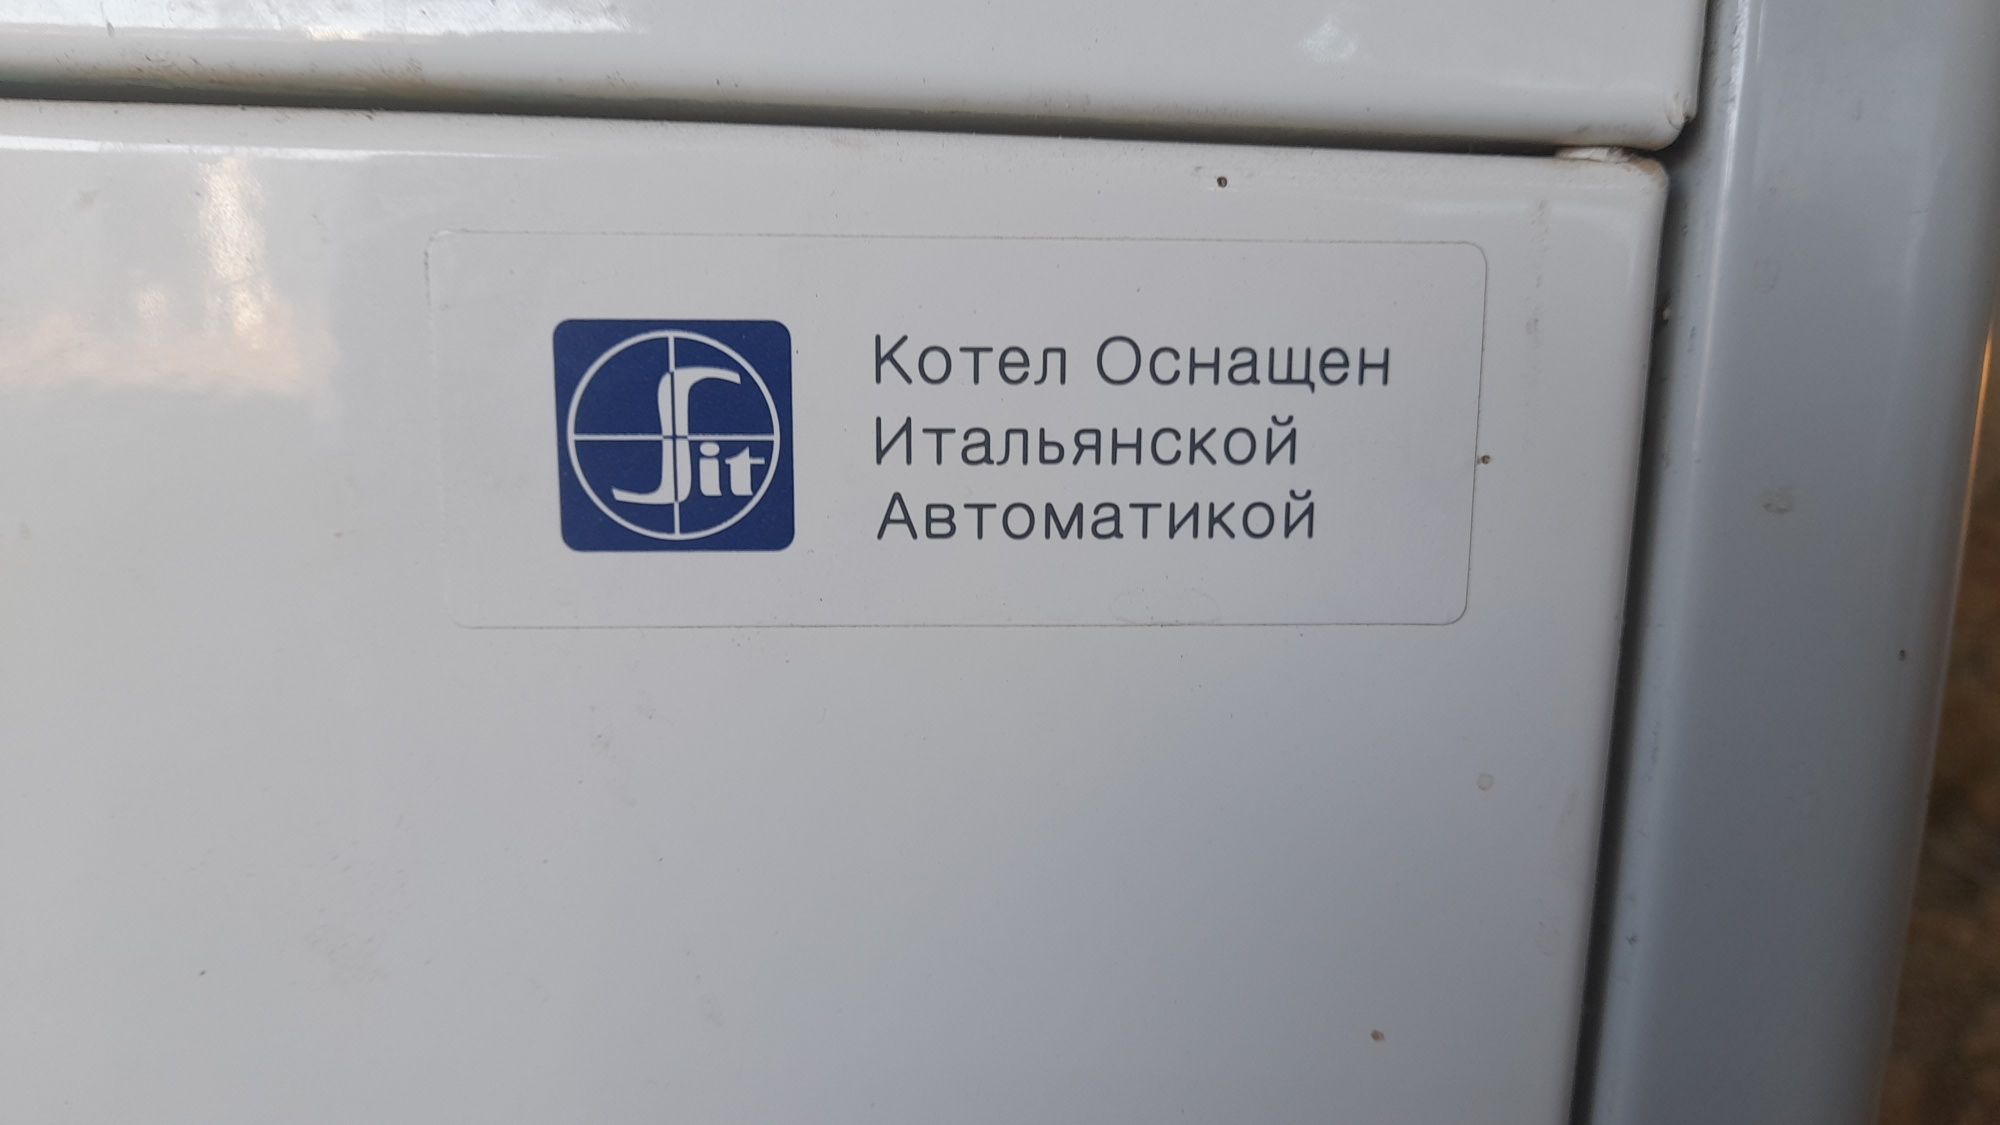 Sit
Котел Оснащен
Итальянской
Автоматикой